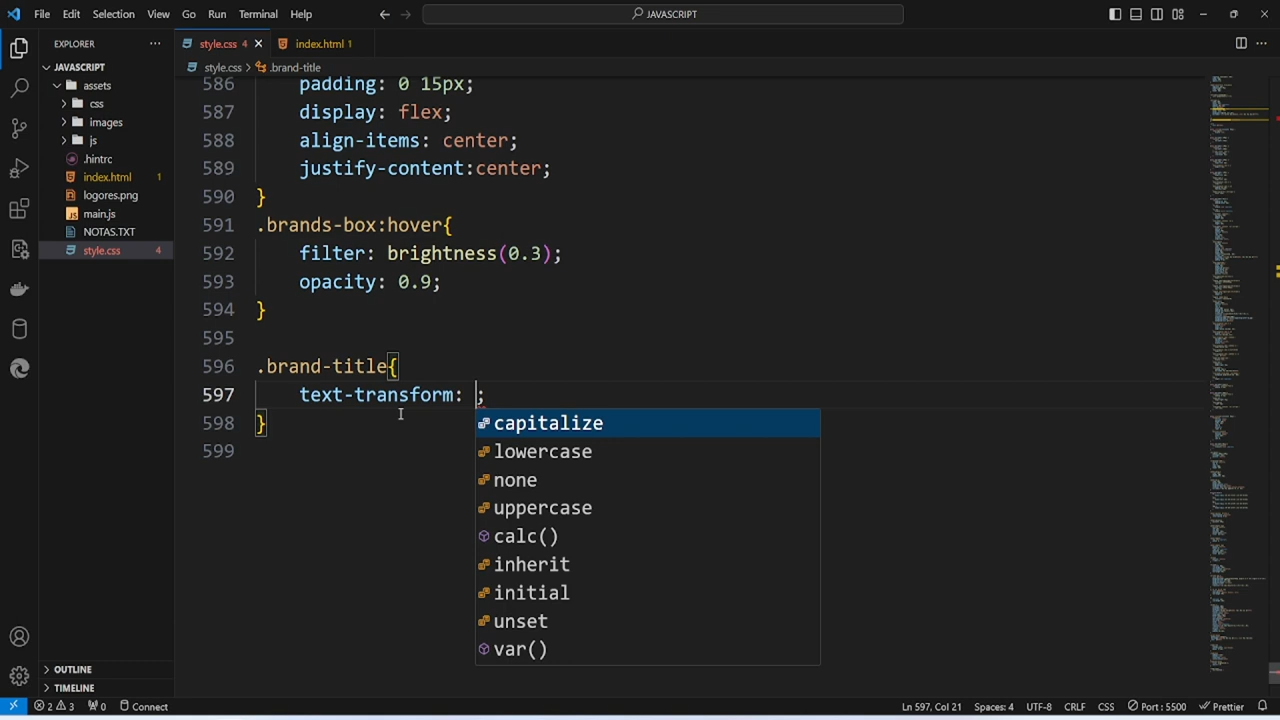 File Edit Selection View Go Run Terminal Help
JAVASCRIPT
EXPLORER
style.css 4
index.html 1
JAVASCRIPT
style.css > .brand-title
assets
css
images
js
.hintrc
index.html 1
logores.png
main.js
NOTAS.TXT
style.css 4
586 padding: 0 15px;
587 display: flex;
588 align-items: center;
589 justify-content:center;
590 }
591 .brands-box:hover{
592 filter: brightness(0.3);
593 opacity: 0.9;
594 }
595
596 .brand-title{
597 text-transform: ;
598 }
599
capitalize
lowercase
none
uppercase
calc()
inherit
initial
unset
var()
OUTLINE
TIMELINE
2 3 0 Connect Ln 597, Col 21 Spaces: 4 UTF-8 CRLF CSS Port : 5500 Prettier